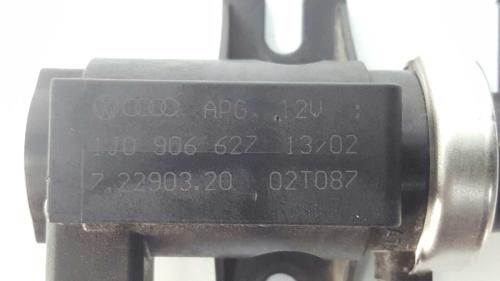 APG. 12V :
1J0 906 627 13/02
7.22903.20 02T087